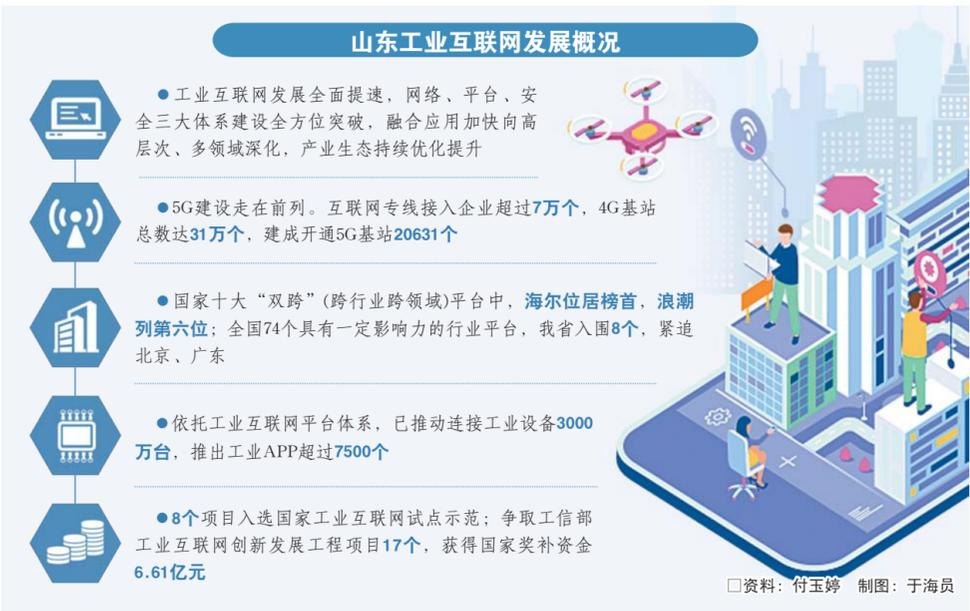 山东工业互联网发展概况
●工业互联网发展全面提速，网络、平台、安
全三大体系建设全方位突破，融合应用加快向高
层次、多领域深化，产业生态持续优化提升
●5G建设走在前列。互联网专线接入企业超过7万个，4G基站
总数达31万个，建成开通5G基站20631个
●国家十大“双跨”(跨行业跨领域)平台中，海尔位居榜首，浪潮
列第六位；全国74个具有一定影响力的行业平台，我省入围8个，紧追
北京、广东
●依托工业互联网平台体系，已推动连接工业设备3000
万台，推出工业APP超过7500个
●8个项目入选国家工业互联网试点示范；争取工信部
工业互联网创新发展工程项目17个，获得国家奖补资金
6.61亿元
□资料：付玉婷 制图：于海员